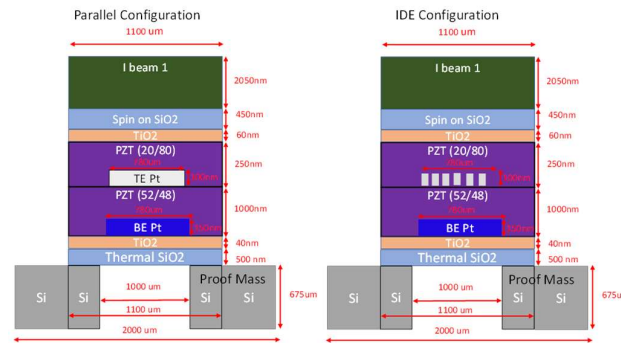 Parallel Configuration
1100 um
I beam 1
2050nm
Spin on SiO2
450nm
TiO2
60nm
PZT (20/80)
250nm
TE Pt
PZT (52/48)
1000nm
BE Pt
TiO2
40nm
Thermal SiO2
500 nm
Proof Mass
Si
Si
Si
Si
1000 um
1100 um
2000 um
675um
IDE Configuration
1100 um
I beam 1
2050nm
Spin on SiO2
450nm
TiO2
60nm
PZT (20/80)
250nm
PZT (52/48)
1000nm
BE Pt
TiO2
40nm
Thermal SiO2
500 nm
Proof Mass
Si
Si
Si
Si
1000 um
1100 um
2000 um